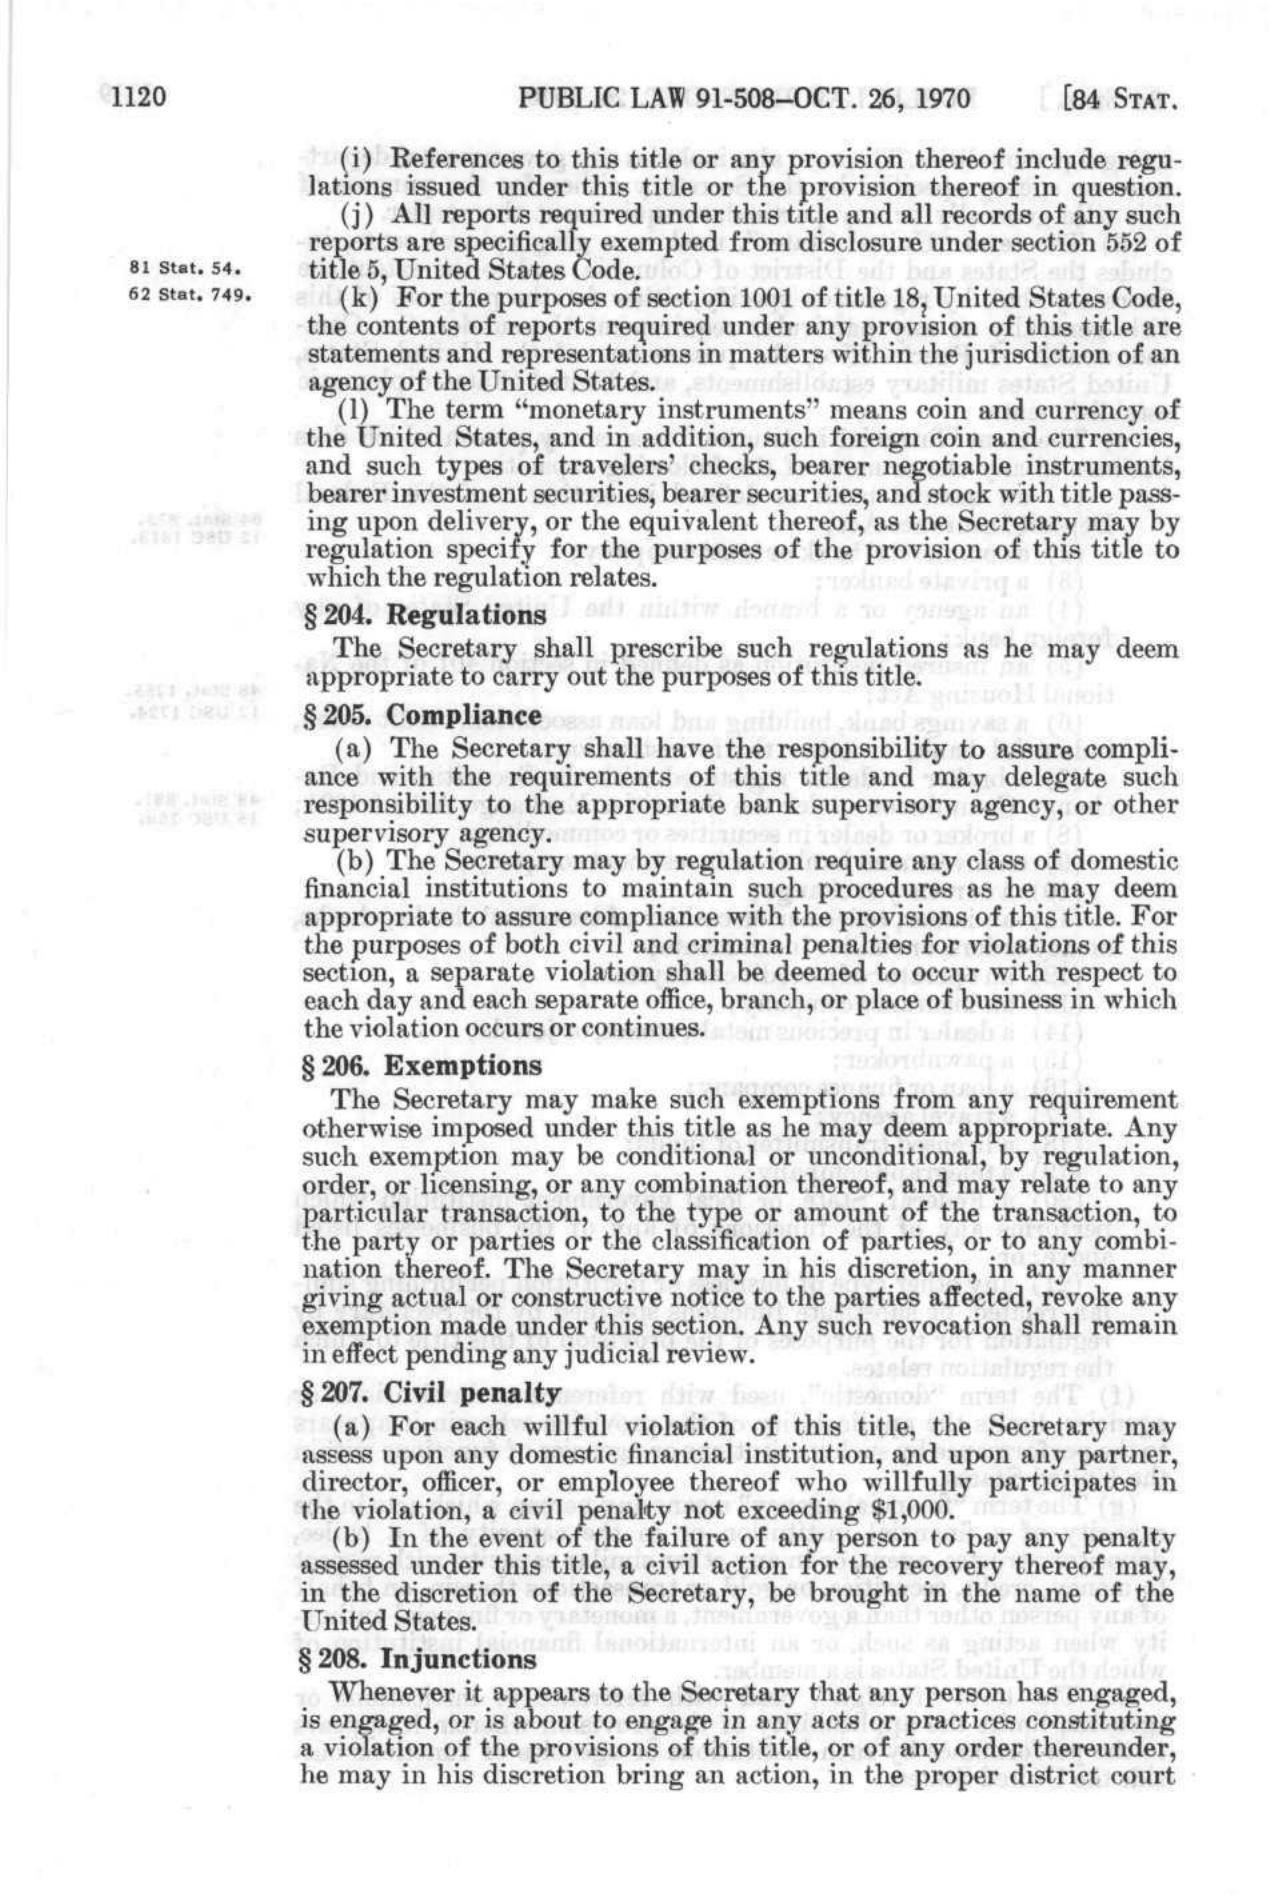 1120 PUBLIC LAW 91-508—OCT. 26, 1970 [84 STAT.
(i) References to this title or any provision thereof include regu-
lations issued under this title or the provision thereof in question.
(j) All reports required under this title and all records of any such
reports are specifically exempted from disclosure under section 552 of
81 Stat. 54. title 5, United States Code.
62 Stat. 749. (k) For the purposes of section 1001 of title 18, United States Code,
the contents of reports required under any provision of this title are
statements and representations in matters within the jurisdiction of an
agency of the United States.
(l) The term “monetary instruments” means coin and currency of
the United States, and in addition, such foreign coin and currencies,
and such types of travelers’ checks, bearer negotiable instruments,
bearer investment securities, bearer securities, and stock with title pass-
ing upon delivery, or the equivalent thereof, as the Secretary may by
regulation specify for the purposes of the provision of this title to
which the regulation relates.
§ 204. Regulations
The Secretary shall prescribe such regulations as he may deem
appropriate to carry out the purposes of this title.
§ 205. Compliance
(a) The Secretary shall have the responsibility to assure compli-
ance with the requirements of this title and may delegate such
responsibility to the appropriate bank supervisory agency, or other
supervisory agency.
(b) The Secretary may by regulation require any class of domestic
financial institutions to maintain such procedures as he may deem
appropriate to assure compliance with the provisions of this title. For
the purposes of both civil and criminal penalties for violations of this
section, a separate violation shall be deemed to occur with respect to
each day and each separate office, branch, or place of business in which
the violation occurs or continues.
§ 206. Exemptions
The Secretary may make such exemptions from any requirement
otherwise imposed under this title as he may deem appropriate. Any
such exemption may be conditional or unconditional, by regulation,
order, or licensing, or any combination thereof, and may relate to any
particular transaction, to the type or amount of the transaction, to
the party or parties or the classification of parties, or to any combi-
nation thereof. The Secretary may in his discretion, in any manner
giving actual or constructive notice to the parties affected, revoke any
exemption made under this section. Any such revocation shall remain
in effect pending any judicial review.
§ 207. Civil penalty
(a) For each willful violation of this title, the Secretary may
assess upon any domestic financial institution, and upon any partner,
director, officer, or employee thereof who willfully participates in
the violation, a civil penalty not exceeding $1,000.
(b) In the event of the failure of any person to pay any penalty
assessed under this title, a civil action for the recovery thereof may,
in the discretion of the Secretary, be brought in the name of the
United States.
§ 208. Injunctions
Whenever it appears to the Secretary that any person has engaged,
is engaged, or is about to engage in any acts or practices constituting
a violation of the provisions of this title, or of any order thereunder,
he may in his discretion bring an action, in the proper district court